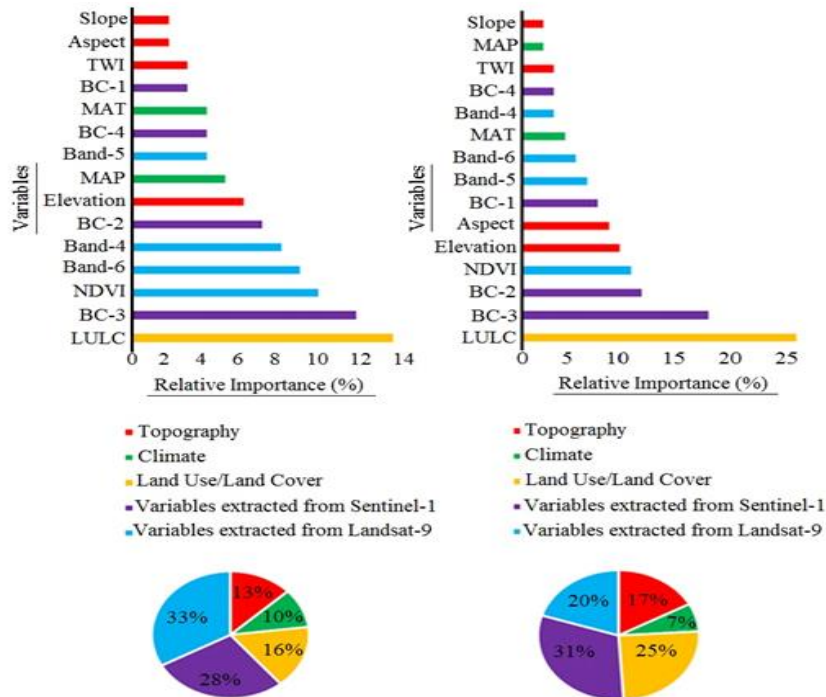 Slope
Aspect
TWI
BC-1
MAT
BC-4
Band-5
MAP
Elevation
BC-2
Band-4
Band-6
NDVI
BC-3
LULC
Variables
0 2 4 6 8 10 12 14
Relative Importance (%)
Topography
Climate
Land Use/Land Cover
Variables extracted from Sentinel-1
Variables extracted from Landsat-9
13%
10%
16%
28%
33%
Slope
MAP
TWI
BC-4
Band-4
MAT
Band-6
Band-5
BC-1
Aspect
Elevation
NDVI
BC-2
BC-3
LULC
Variables
0 5 10 15 20 25
Relative Importance (%)
Topography
Climate
Land Use/Land Cover
Variables extracted from Sentinel-1
Variables extracted from Landsat-9
17%
7%
25%
31%
20%